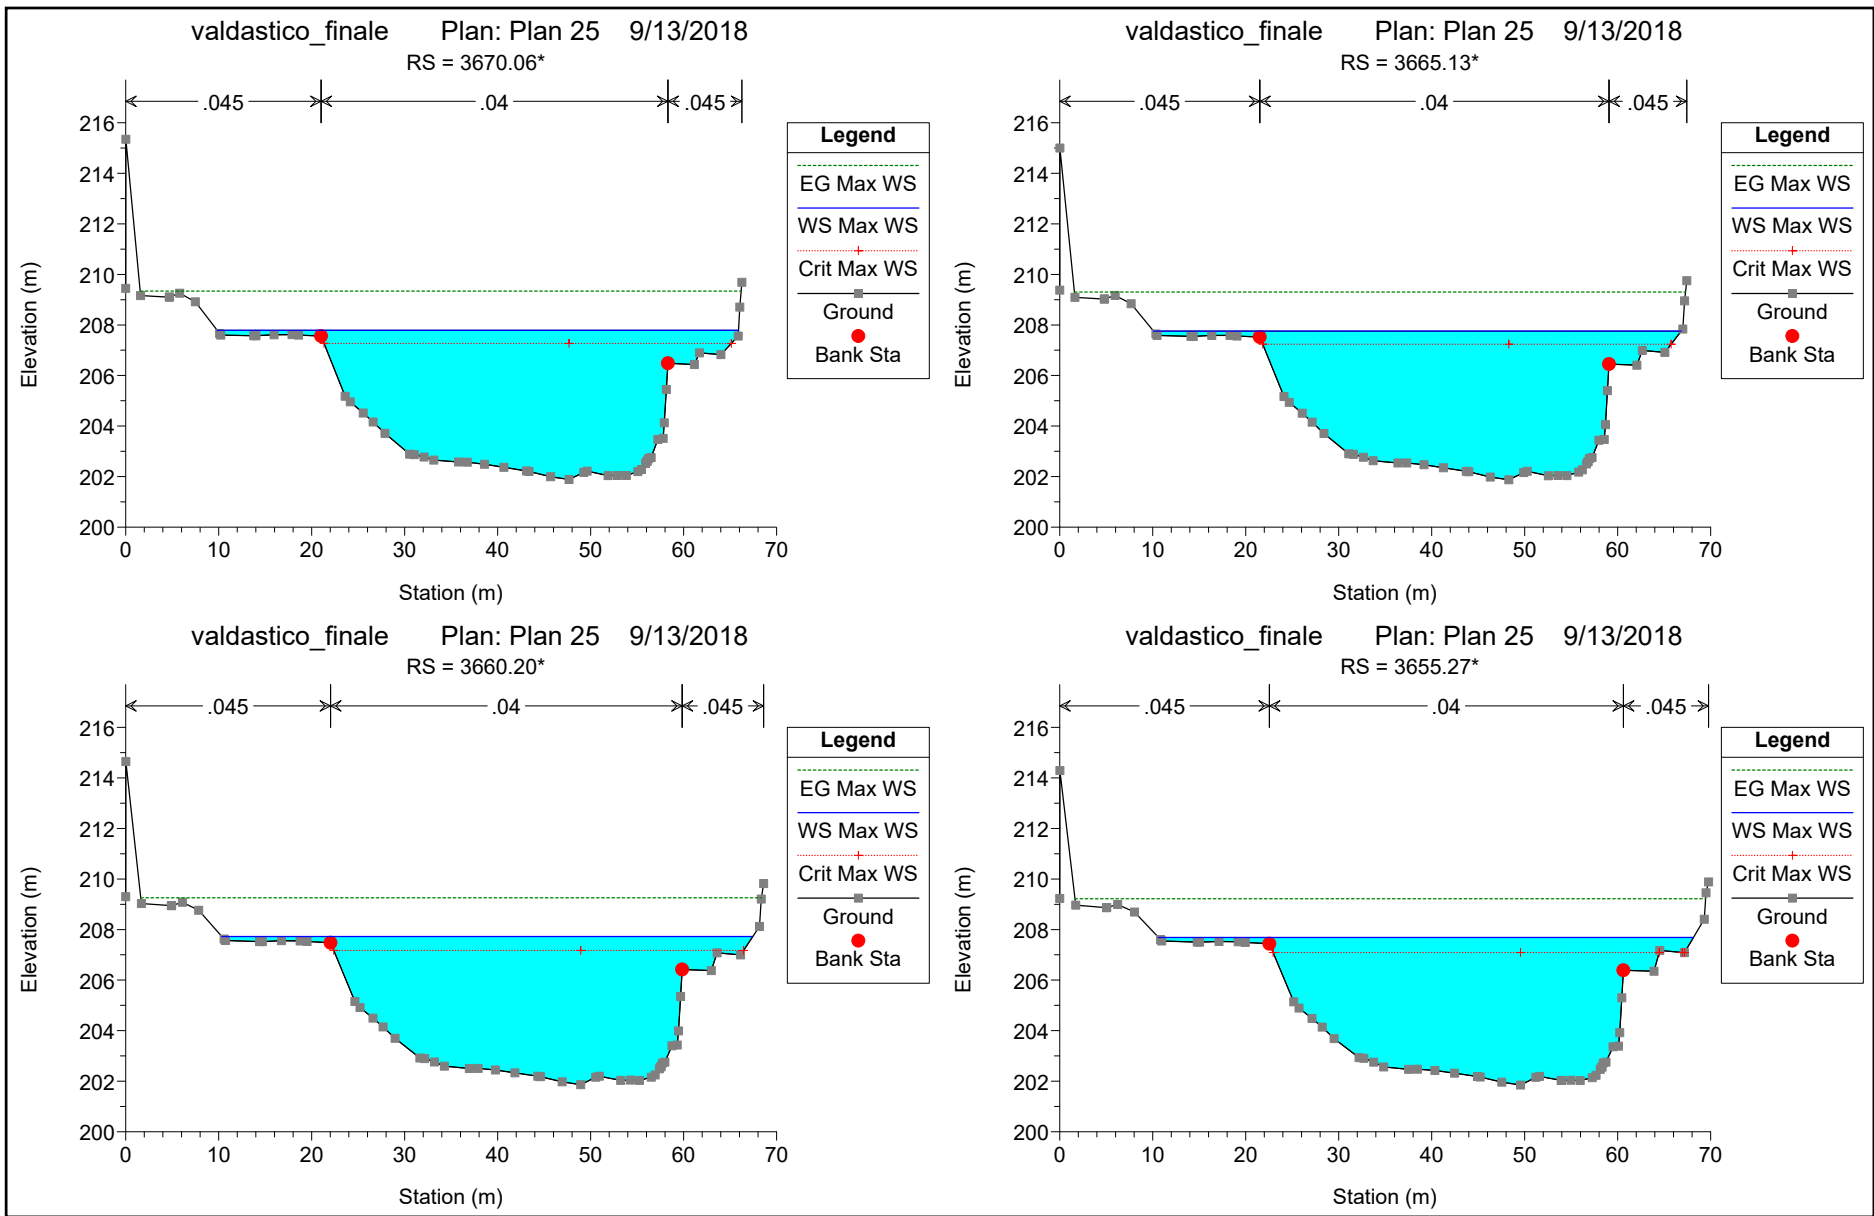 valdastico_finale Plan: Plan 25 9/13/2018
RS = 3670.06*
.045 .04 .045
216
214
212
210
208
206
204
202
200
0 10 20 30 40 50 60 70
Elevation (m)
Station (m)
Legend
EG Max WS
WS Max WS
Crit Max WS
Ground
Bank Sta
valdastico_finale Plan: Plan 25 9/13/2018
RS = 3665.13*
.045 .04 .045
216
214
212
210
208
206
204
202
200
0 10 20 30 40 50 60 70
Elevation (m)
Station (m)
Legend
EG Max WS
WS Max WS
Crit Max WS
Ground
Bank Sta
valdastico_finale Plan: Plan 25 9/13/2018
RS = 3660.20*
.045 .04 .045
216
214
212
210
208
206
204
202
200
0 10 20 30 40 50 60 70
Elevation (m)
Station (m)
Legend
EG Max WS
WS Max WS
Crit Max WS
Ground
Bank Sta
valdastico_finale Plan: Plan 25 9/13/2018
RS = 3655.27*
.045 .04 .045
216
214
212
210
208
206
204
202
200
0 10 20 30 40 50 60 70
Elevation (m)
Station (m)
Legend
EG Max WS
WS Max WS
Crit Max WS
Ground
Bank Sta